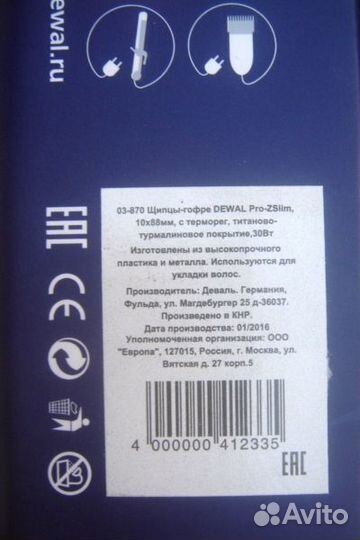 ewal.ru
03-870 Щипцы-гофре DEWAL Pro-ZSlim,
10x88мм, с терморег, титаново-
турмалиновое покрытие,30Вт
Изготовлены из высокопрочного
пластика и металла. Используются для
укладки волос.
Производитель: Деваль. Германия,
Фульда, ул. Магдебургер 25 д-36037.
Произведено в КНР.
Дата производства: 01/2016
Уполномоченная организация: ООО
"Европа", 127015, Россия, г. Москва, ул.
Вятская д. 27 корп.5
4 000000 412335
EAC
EAC
CE
Avito